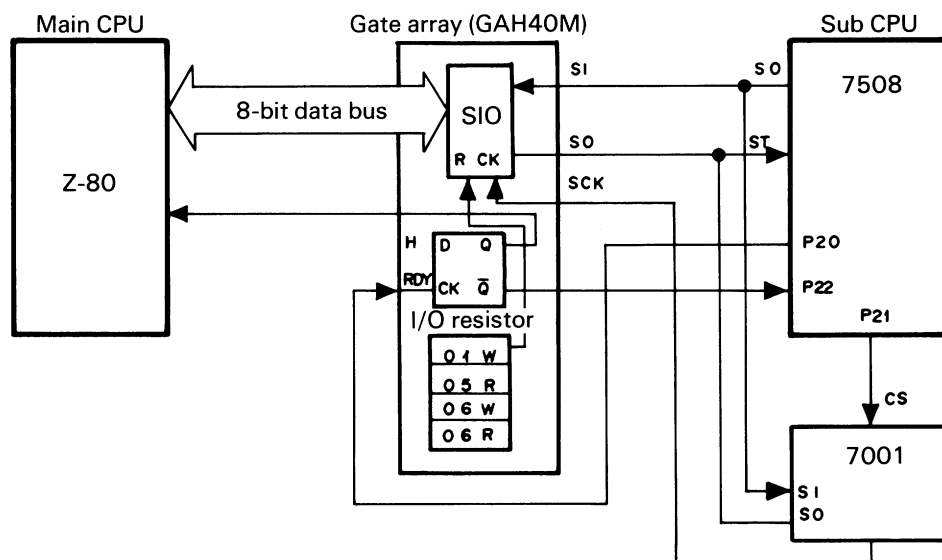 Main CPU
Gate array (GAH40M)
Sub CPU
Z-80
8-bit data bus
SIO
R CK
SI
SO
SCK
H
D Q
RDY
CK Q̅
I/O resistor
01 W
05 R
06 W
06 R
SO
7508
ST
P20
P22
P21
CS
7001
SI
SO